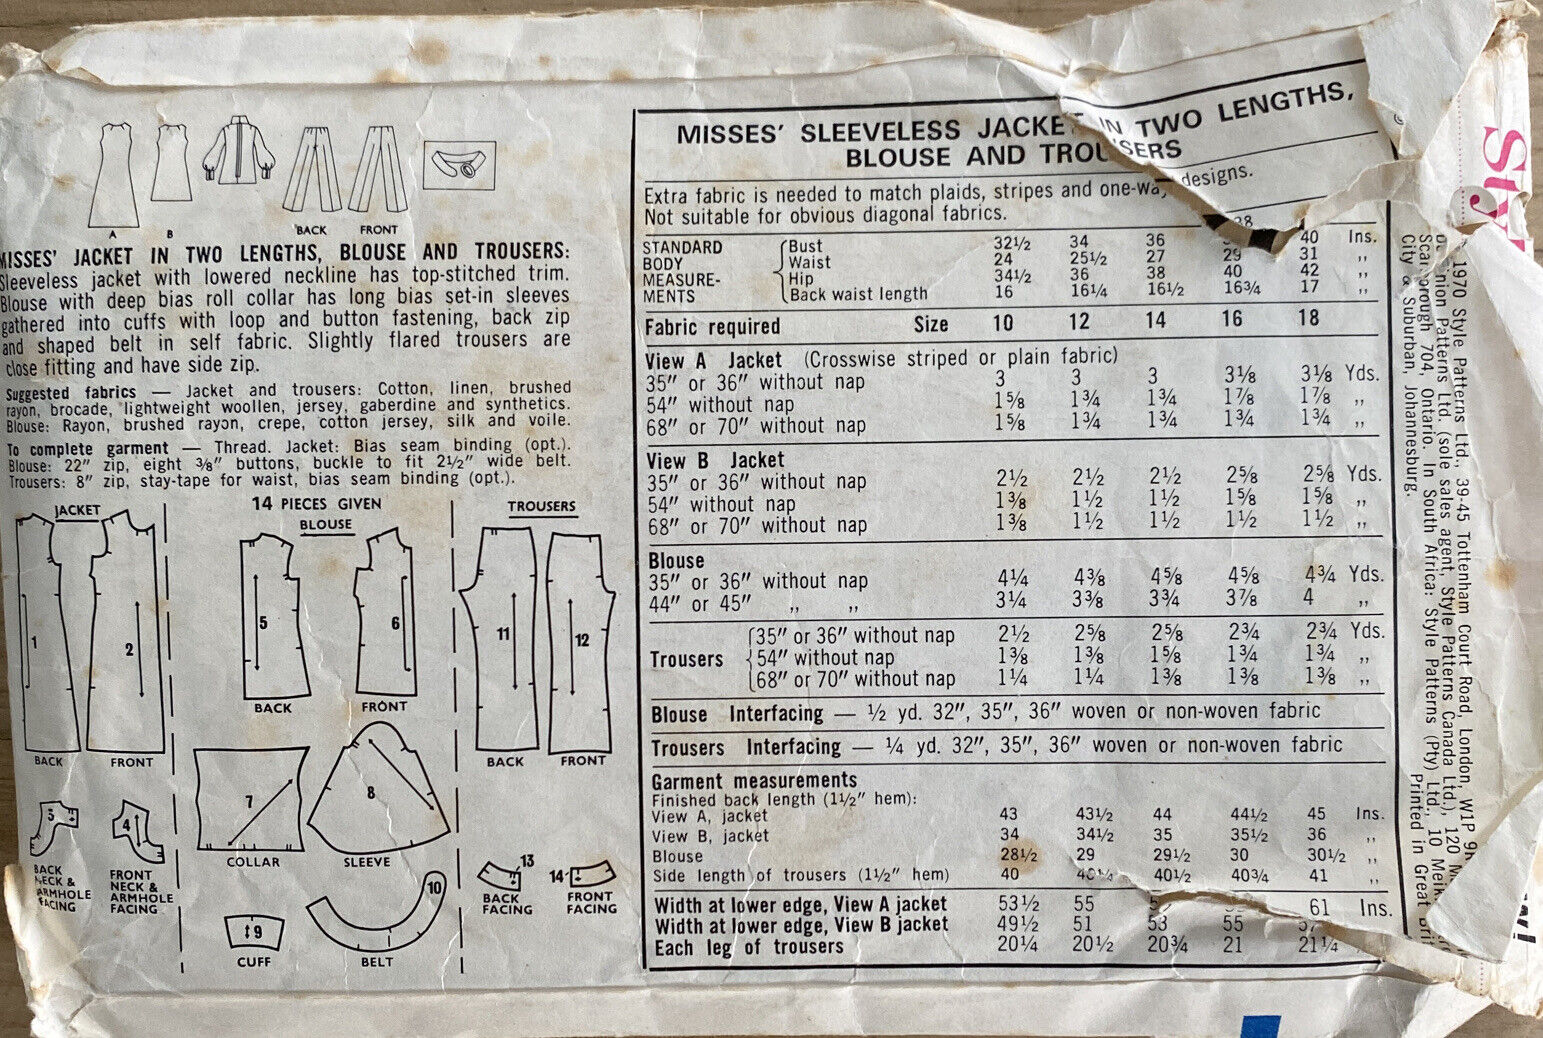 A
B
BACK
FRONT
MISSES' JACKET IN TWO LENGTHS, BLOUSE AND TROUSERS:
Sleeveless jacket with lowered neckline has top-stitched trim.
Blouse with deep bias roll collar has long bias set-in sleeves
gathered into cuffs with loop and button fastening, back zip
and shaped belt in self fabric. Slightly flared trousers are
close fitting and have side zip.
Suggested fabrics — Jacket and trousers: Cotton, linen, brushed
rayon, brocade, lightweight woollen, jersey, gaberdine and synthetics.
Blouse: Rayon, brushed rayon, crepe, cotton jersey, silk and voile.
To complete garment — Thread. Jacket: Bias seam binding (opt.).
Blouse: 22" zip, eight 3/8" buttons, buckle to fit 2½" wide belt.
Trousers: 8" zip, stay-tape for waist, bias seam binding (opt.).
14 PIECES GIVEN
JACKET
BLOUSE
TROUSERS
1
2
5
6
11
12
BACK
FRONT
BACK
FRONT
BACK
FRONT
7
8
COLLAR
SLEEVE
3
4
BACK
NECK &
ARMHOLE
FACING
FRONT
NECK &
ARMHOLE
FACING
9
CUFF
10
BELT
13
BACK
FACING
14
FRONT
FACING
MISSES' SLEEVELESS JACKET IN TWO LENGTHS,
BLOUSE AND TROUSERS
Extra fabric is needed to match plaids, stripes and one-way designs.
Not suitable for obvious diagonal fabrics.
STANDARD BODY MEASUREMENTS
Bust 32½ 34 36 38 40 Ins.
Waist 24 25½ 27 29 31 ,,
Hip 34½ 36 38 40 42 ,,
Back waist length 16 16¼ 16½ 16¾ 17 ,,
Fabric required Size 10 12 14 16 18
View A Jacket (Crosswise striped or plain fabric)
35" or 36" without nap 3 3 3 3⅛ 3⅛ Yds.
54" without nap 1⅝ 1¾ 1¾ 1⅞ 1⅞ ,,
68" or 70" without nap 1⅝ 1¾ 1¾ 1¾ 1¾ ,,
View B Jacket
35" or 36" without nap 2½ 2½ 2½ 2⅝ 2⅝ Yds.
54" without nap 1⅜ 1½ 1½ 1⅝ 1⅝ ,,
68" or 70" without nap 1⅜ 1½ 1½ 1½ 1½ ,,
Blouse
35" or 36" without nap 4¼ 4⅜ 4⅝ 4⅝ 4¾ Yds.
44" or 45" ,, ,, 3¼ 3⅜ 3¾ 3⅞ 4 ,,
Trousers
35" or 36" without nap 2½ 2⅝ 2⅝ 2¾ 2¾ Yds.
54" without nap 1⅜ 1⅜ 1⅝ 1¾ 1¾ ,,
68" or 70" without nap 1¼ 1¼ 1⅜ 1⅜ 1⅜ ,,
Blouse Interfacing — ½ yd. 32", 35", 36" woven or non-woven fabric
Trousers Interfacing — ¼ yd. 32", 35", 36" woven or non-woven fabric
Garment measurements
Finished back length (1½" hem):
View A, jacket 43 43½ 44 44½ 45 Ins.
View B, jacket 34 34½ 35 35½ 36 ,,
Blouse 28½ 29 29½ 30 30½ ,,
Side length of trousers (1½" hem) 40 40¼ 40½ 40¾ 41 ,,
Width at lower edge, View A jacket 53½ 55 61 Ins.
Width at lower edge, View B jacket 49½ 51 53 55
Each leg of trousers 20¼ 20½ 20¾ 21 21¼
1970 Style Patterns Ltd., 39-45 Tottenham Court Road, London, W1P
Dominion Patterns Ltd. (sole sales agent, Style Patterns Canada Ltd.), 120
Scarborough 704, Ontario. In South Africa: Style Patterns (Pty) Ltd., 10
City & Suburban, Johannesburg. Printed in Great
Sty